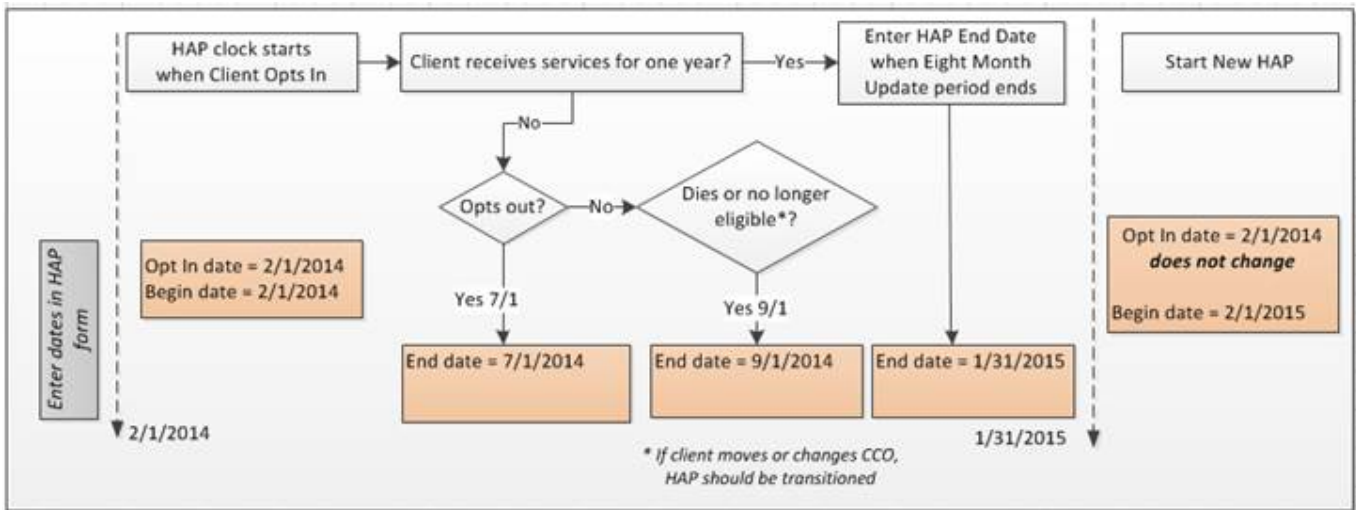 HAP clock starts
when Client Opts In
Client receives services for one year?
Yes
Enter HAP End Date
when Eight Month
Update period ends
Start New HAP
No
Opts out?
No
Dies or no longer
eligible*?
Enter dates in HAP
form
Opt In date = 2/1/2014
Begin date = 2/1/2014
Yes 7/1
Yes 9/1
Opt In date = 2/1/2014
does not change
Begin date = 2/1/2015
End date = 7/1/2014
End date = 9/1/2014
End date = 1/31/2015
2/1/2014
1/31/2015
* If client moves or changes CCO,
HAP should be transitioned